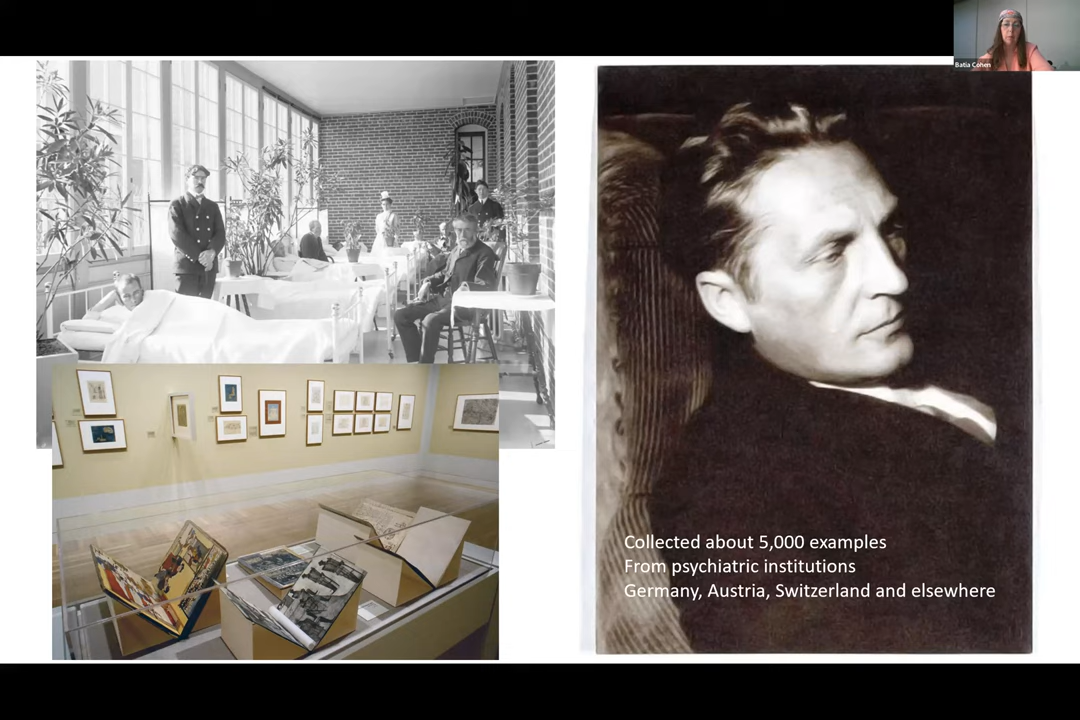 Batia Cohen
Collected about 5,000 examples
From psychiatric institutions
Germany, Austria, Switzerland and elsewhere